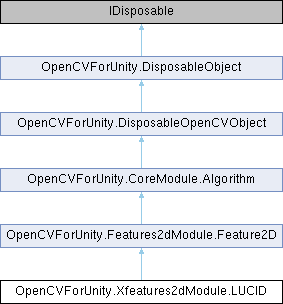 IDisposable
OpenCVForUnity.DisposableObject
OpenCVForUnity.DisposableOpenCVObject
OpenCVForUnity.CoreModule.Algorithm
OpenCVForUnity.Features2dModule.Feature2D
OpenCVForUnity.Xfeatures2dModule.LUCID